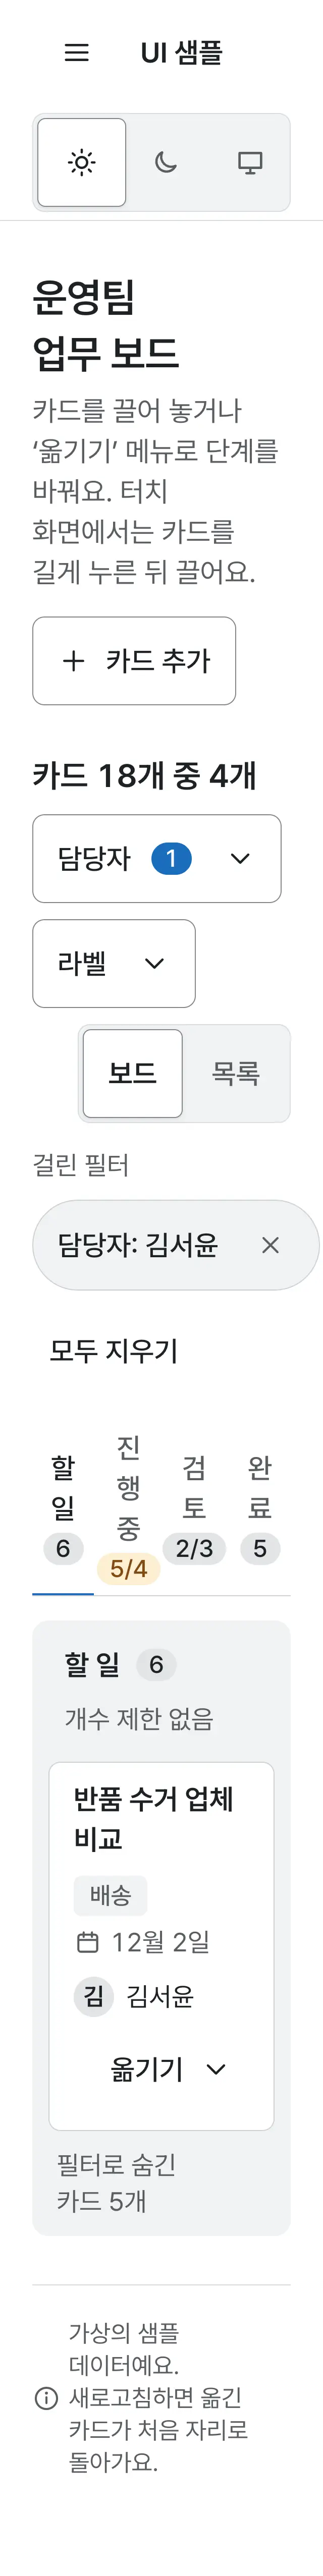 UI 샘플
운영팀
업무 보드
카드를 끌어 놓거나
‘옮기기’ 메뉴로 단계를
바꿔요. 터치
화면에서는 카드를
길게 누른 뒤 끌어요.
카드 추가
카드 18개 중 4개
담당자 1
라벨
보드 목록
걸린 필터
담당자: 김서윤
모두 지우기
할
일
6
진
행
중
5/4
검
토
2/3
완
료
5
할 일 6
개수 제한 없음
반품 수거 업체
비교
배송
12월 2일
김 김서윤
옮기기
필터로 숨긴
카드 5개
가상의 샘플
데이터예요.
새로고침하면 옮긴
카드가 처음 자리로
돌아가요.